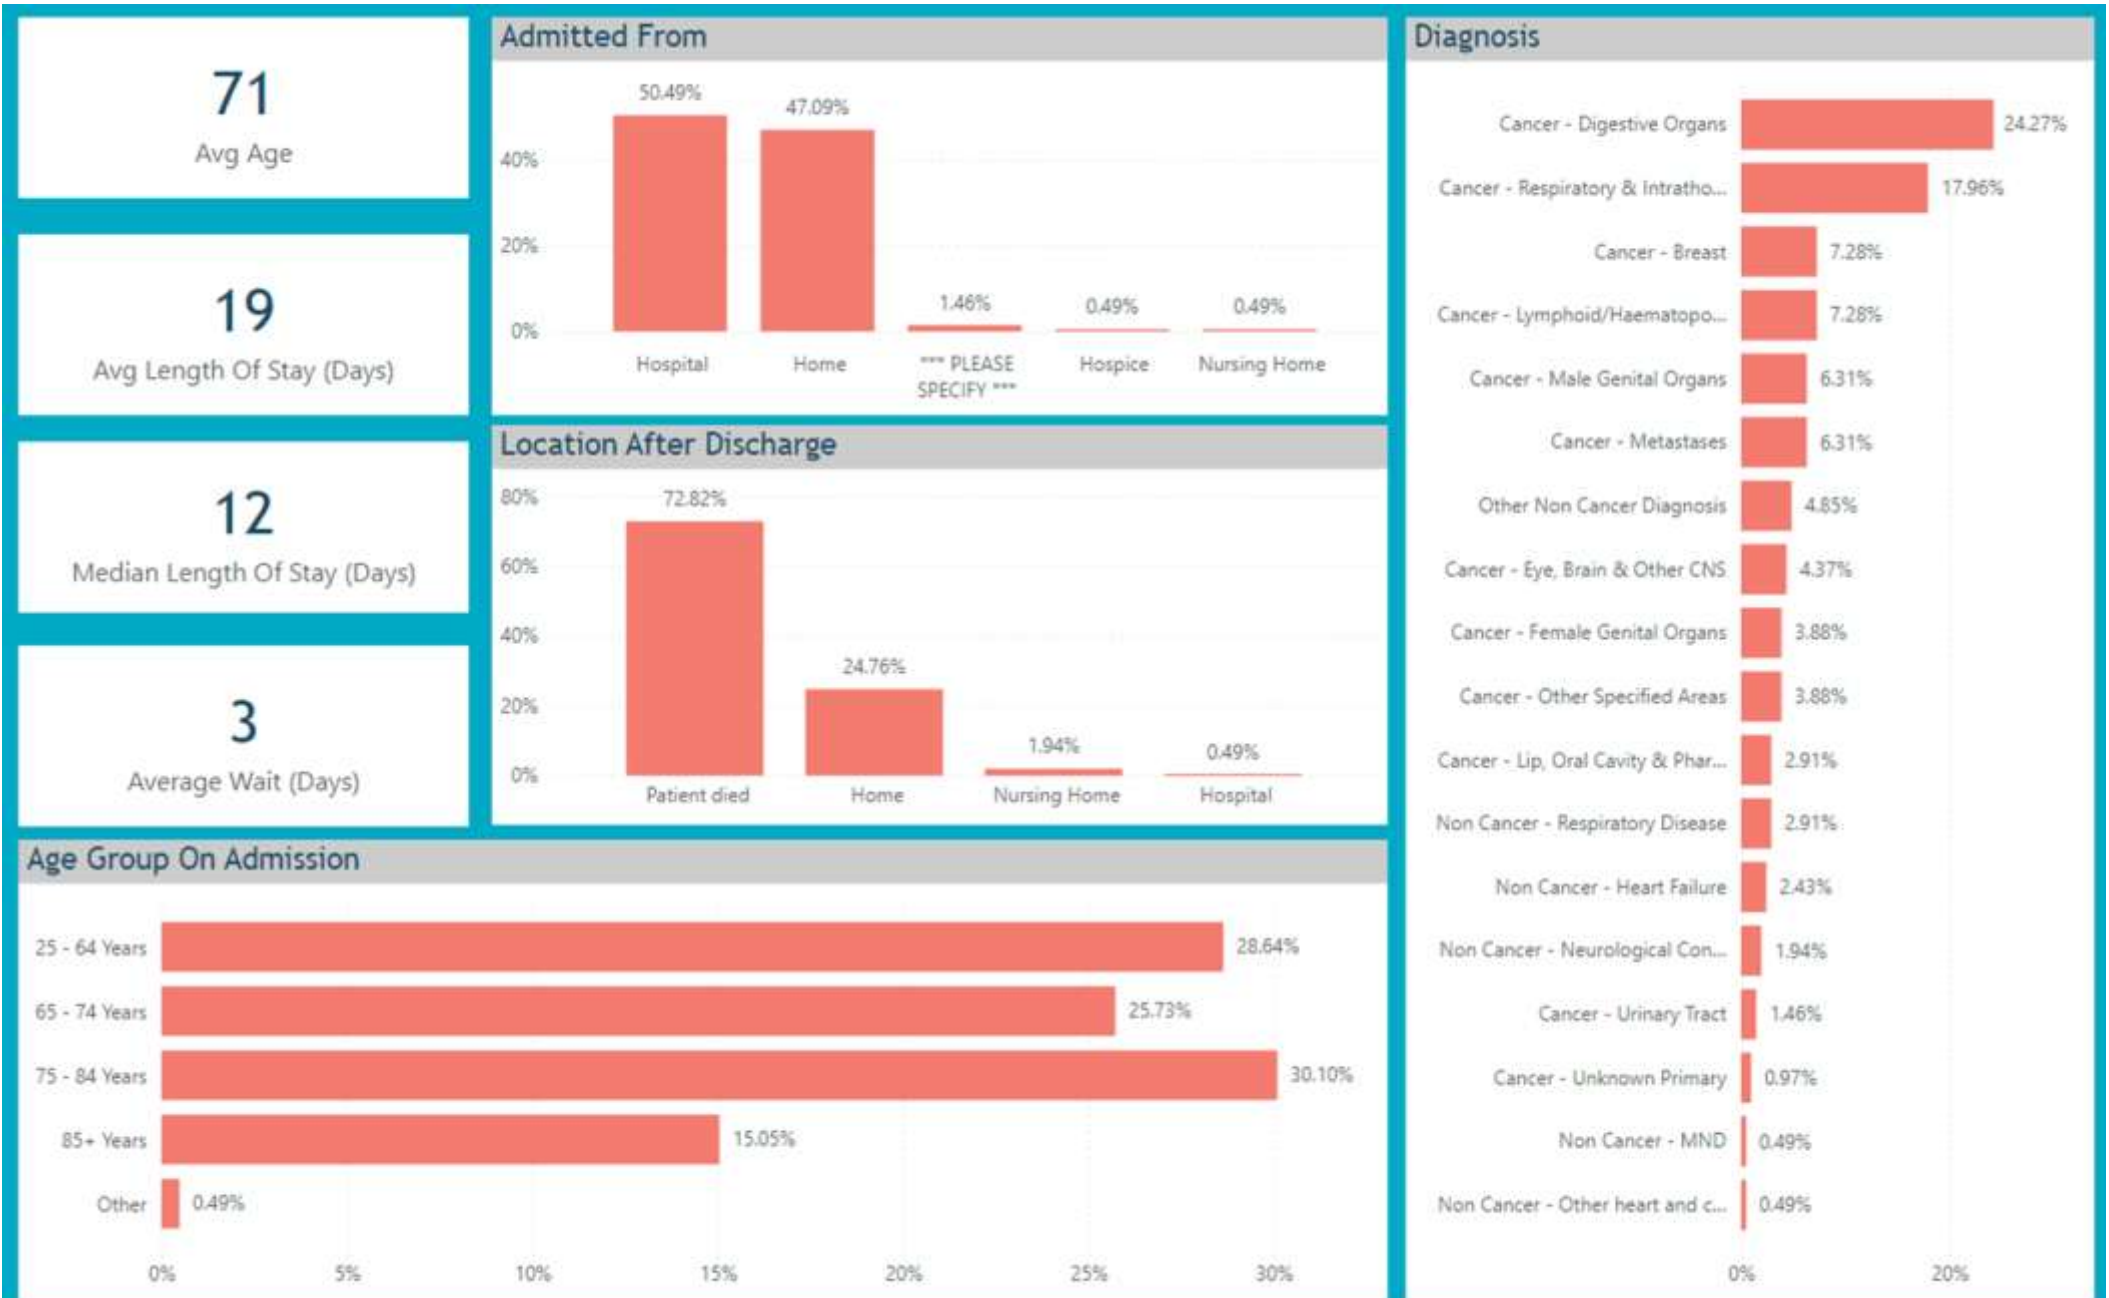 71
Avg Age
19
Avg Length Of Stay (Days)
12
Median Length Of Stay (Days)
3
Average Wait (Days)
Admitted From
50.49%
47.09%
40%
20%
1.46%
0.49%
0.49%
0%
Hospital
Home
*** PLEASE
SPECIFY ***
Hospice
Nursing Home
Location After Discharge
80%
72.82%
60%
40%
24.76%
20%
1.94%
0.49%
0%
Patient died
Home
Nursing Home
Hospital
Age Group On Admission
25 - 64 Years 28.64%
65 - 74 Years 25.73%
75 - 84 Years 30.10%
85+ Years 15.05%
Other 0.49%
0% 5% 10% 15% 20% 25% 30%
Diagnosis
Cancer - Digestive Organs 24.27%
Cancer - Respiratory & Intratho... 17.96%
Cancer - Breast 7.28%
Cancer - Lymphoid/Haematopo... 7.28%
Cancer - Male Genital Organs 6.31%
Cancer - Metastases 6.31%
Other Non Cancer Diagnosis 4.85%
Cancer - Eye, Brain & Other CNS 4.37%
Cancer - Female Genital Organs 3.88%
Cancer - Other Specified Areas 3.88%
Cancer - Lip, Oral Cavity & Phar... 2.91%
Non Cancer - Respiratory Disease 2.91%
Non Cancer - Heart Failure 2.43%
Non Cancer - Neurological Con... 1.94%
Cancer - Urinary Tract 1.46%
Cancer - Unknown Primary 0.97%
Non Cancer - MND 0.49%
Non Cancer - Other heart and c... 0.49%
0% 20%